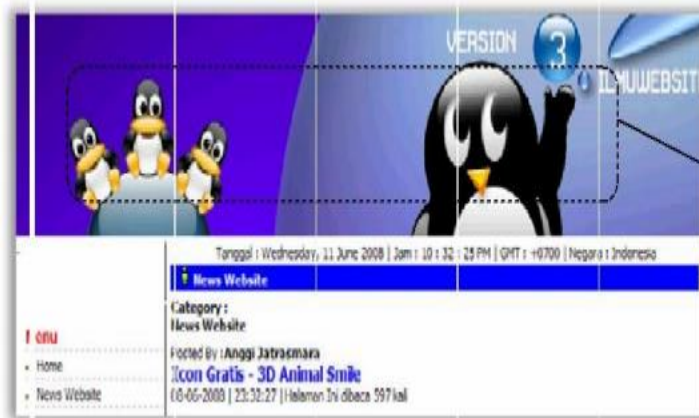 VERSION 3
ILMUWEBSIT
Tanggal : Wednesday, 11 June 2008 | Jam : 10 : 32 : 25 PM | GMT : +0700 | Negara : Indonesia
News Website
Category :
News Website
enu
Posted By : Anggi Jatrasmara
Home
Icon Gratis - 3D Animal Smile
News Website
08-06-2008 | 23:32:27 | Halaman Ini dibaca 597 kali